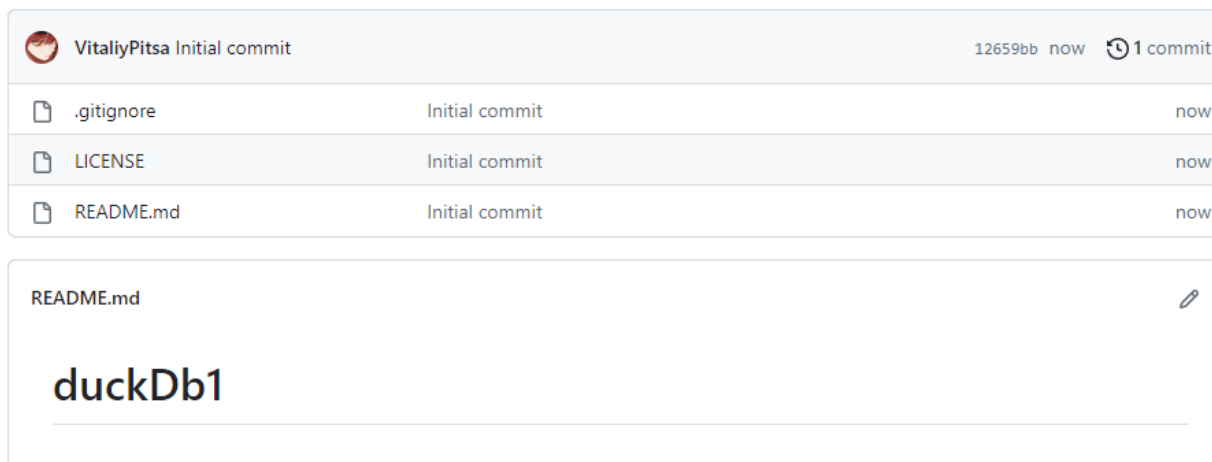 VitaliyPitsa Initial commit 12659bb now 1 commit
.gitignore Initial commit now
LICENSE Initial commit now
README.md Initial commit now
README.md
duckDb1